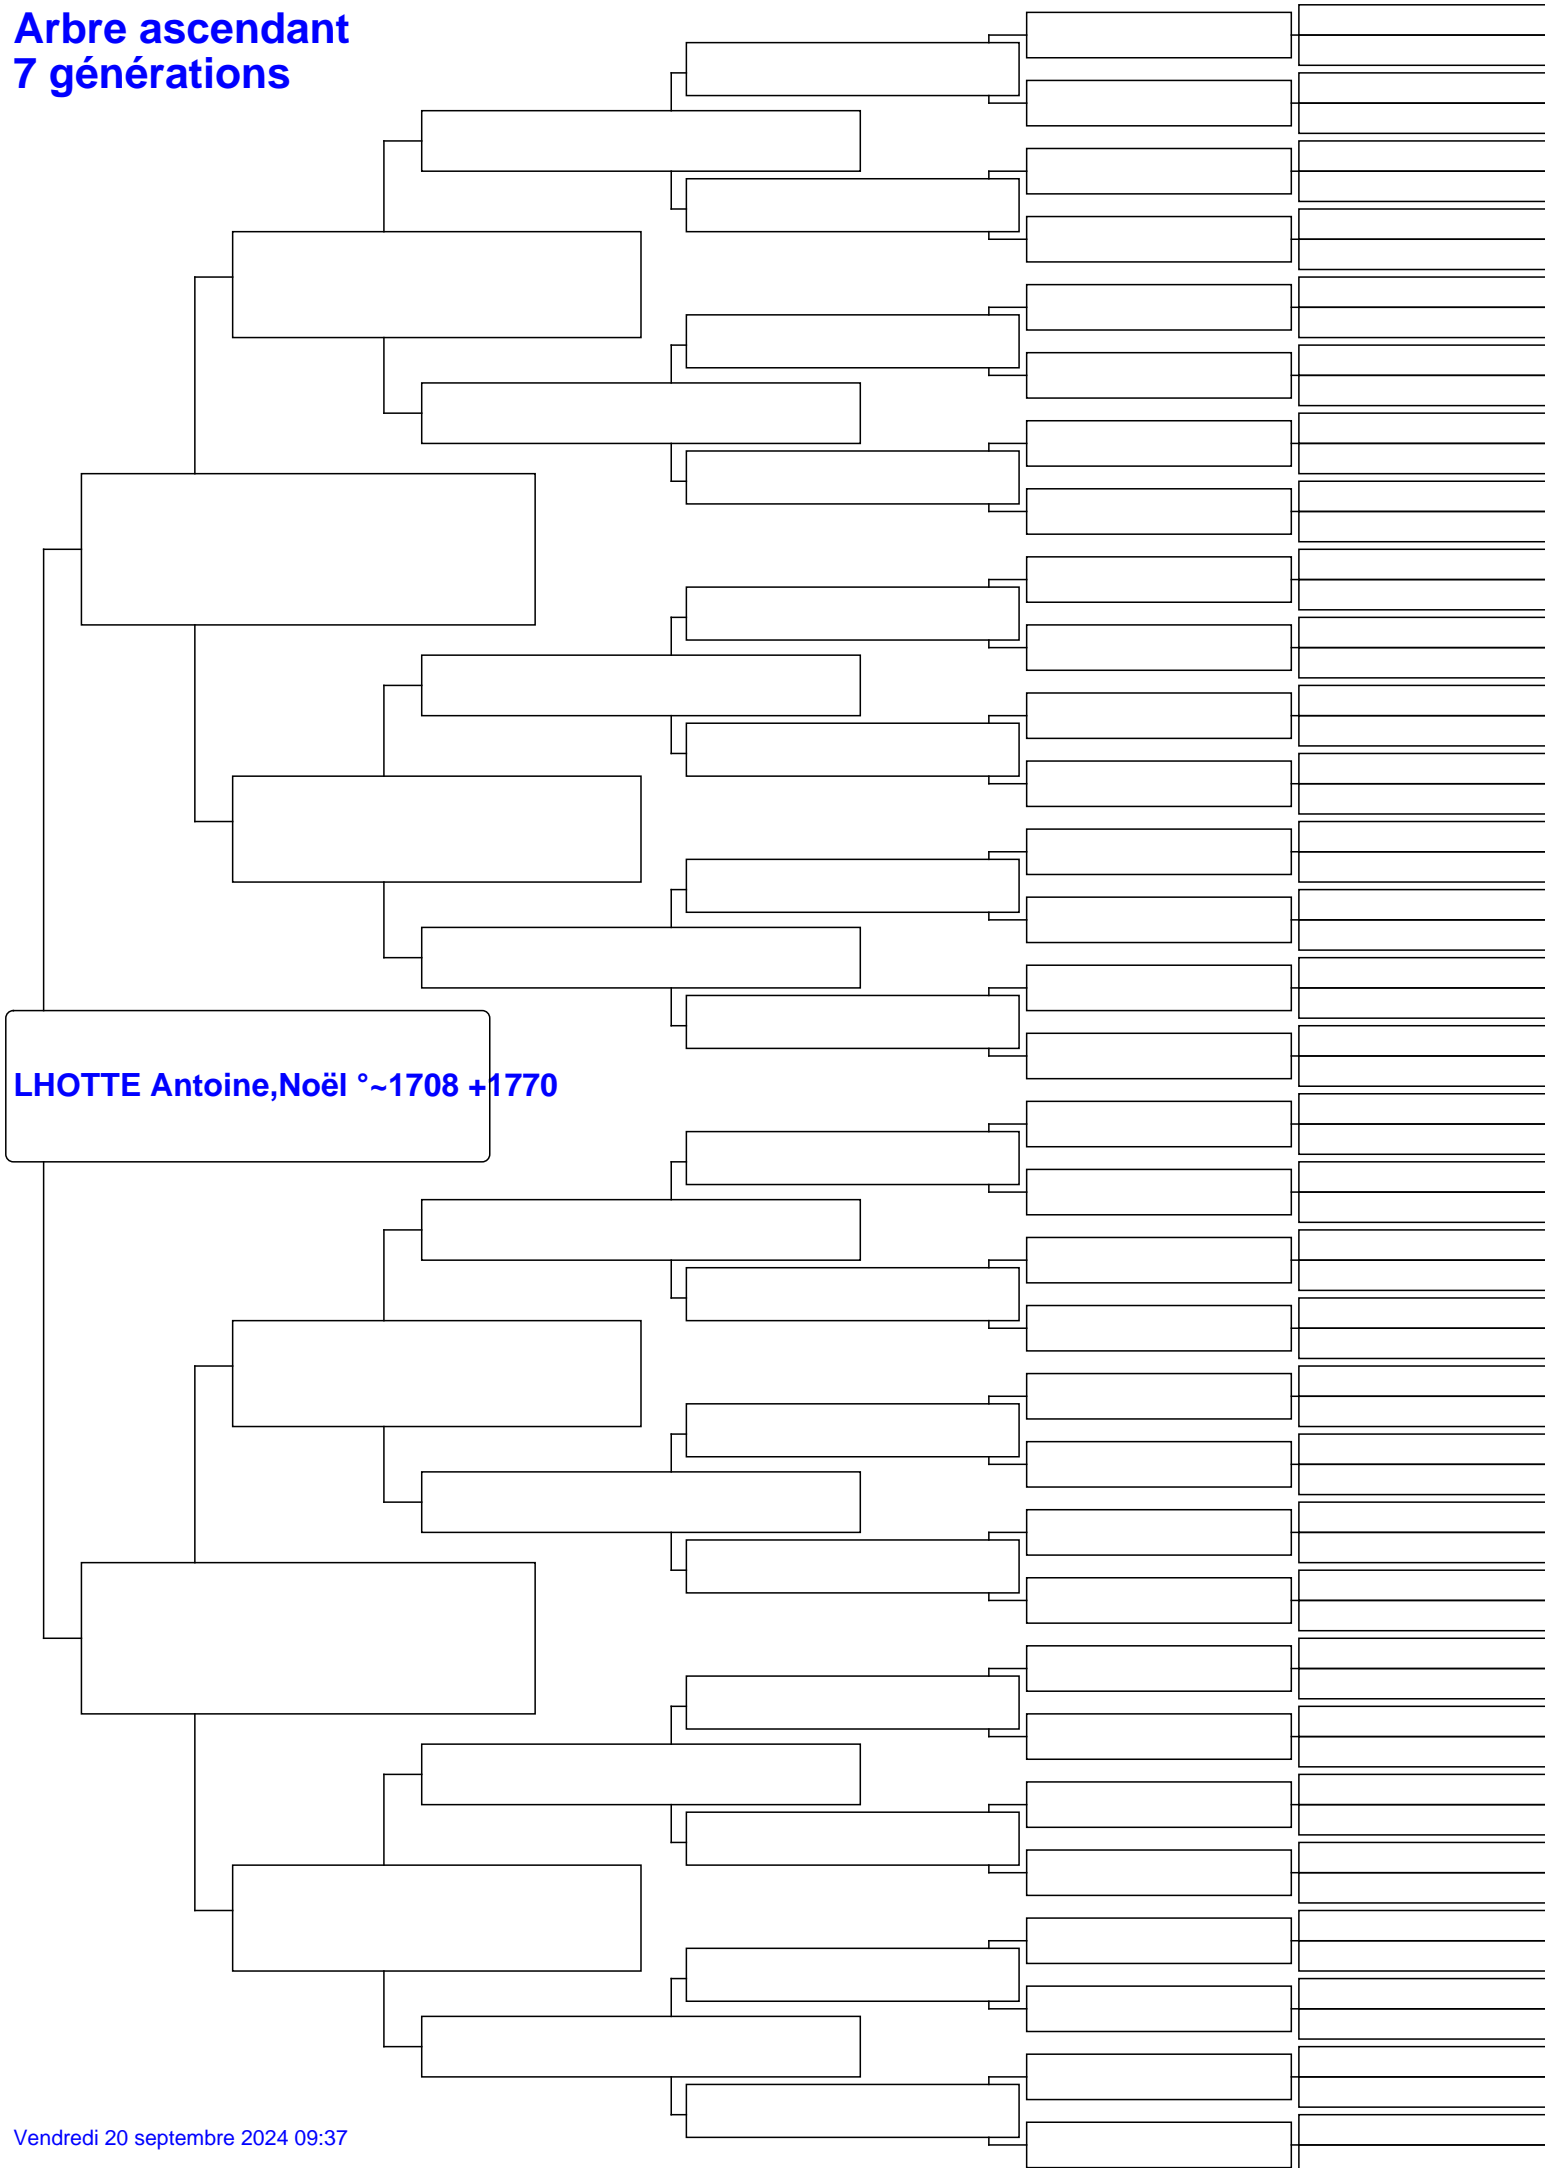 Arbre ascendant
7 générations
LHOTTE Antoine,Noël °~1708 +1770
Vendredi 20 septembre 2024 09:37